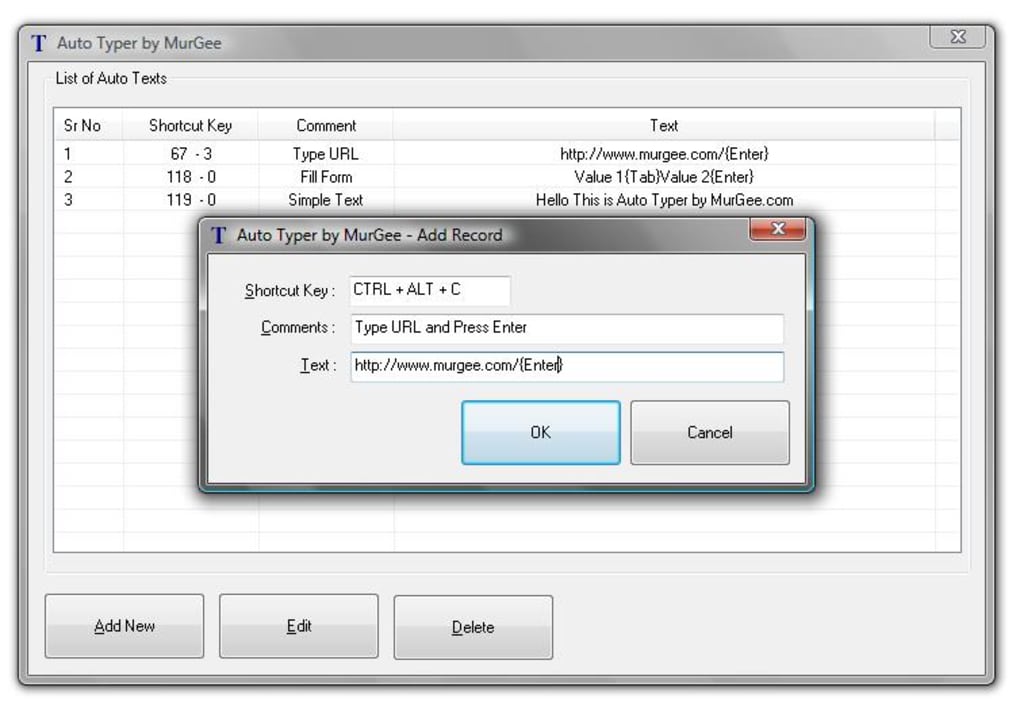 Auto Typer by MurGee
List of Auto Texts
Sr No Shortcut Key Comment Text
1 67 - 3 Type URL http://www.murgee.com/{Enter}
2 118 - 0 Fill Form Value 1{Tab}Value 2{Enter}
3 119 - 0 Simple Text Hello This is Auto Typer by MurGee.com
Auto Typer by MurGee - Add Record
Shortcut Key : CTRL + ALT + C
Comments : Type URL and Press Enter
Text : http://www.murgee.com/{Enter}
OK Cancel
Add New Edit Delete